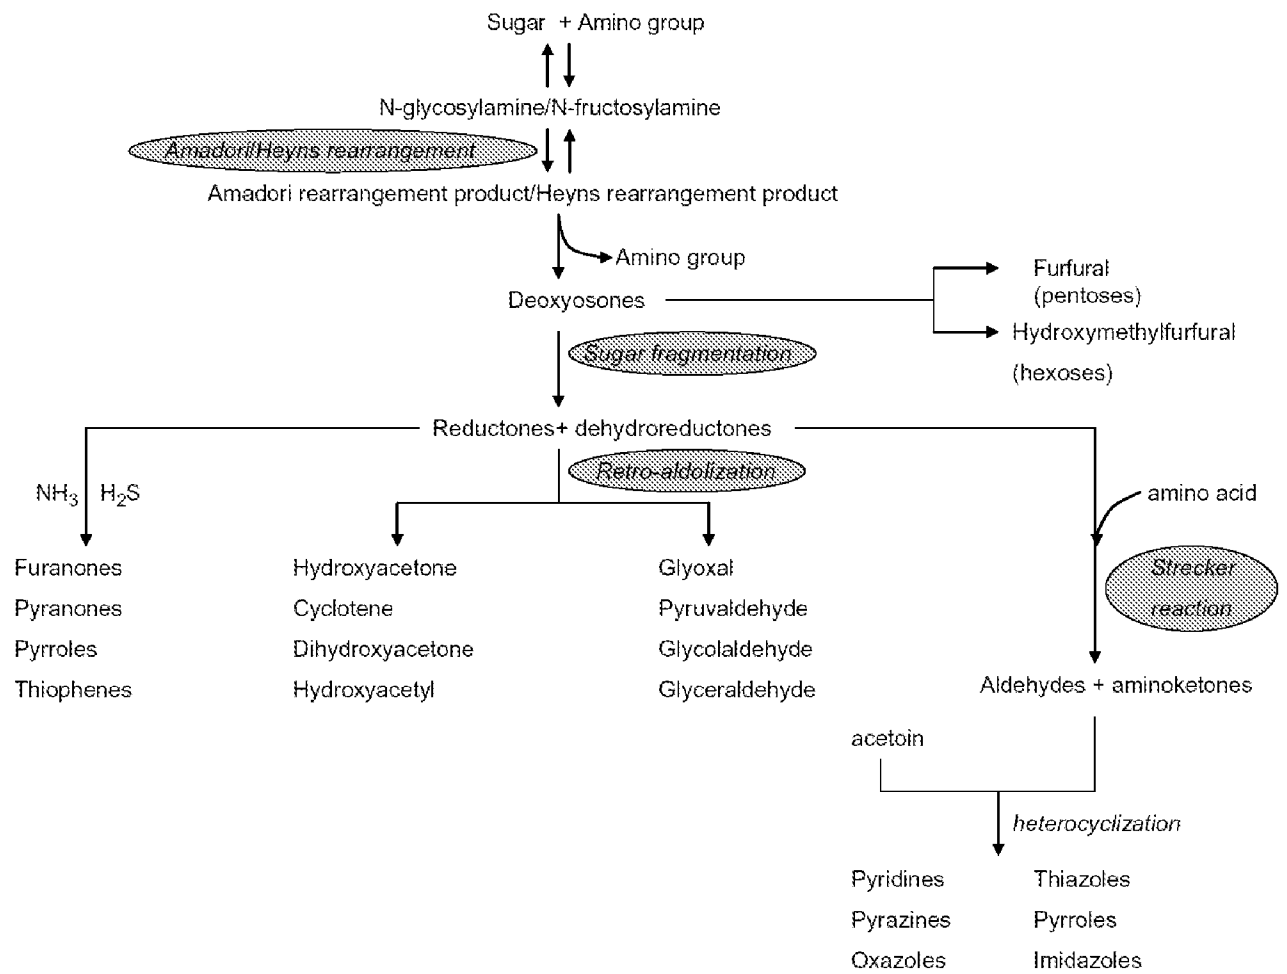 Sugar + Amino group
N-glycosylamine/N-fructosylamine
Amadori/Heyns rearrangement
Amadori rearrangement product/Heyns rearrangement product
Amino group
Furfural
(pentoses)
Deoxyosones
Hydroxymethylfurfural
(hexoses)
Sugar fragmentation
Reductones+ dehydroreductones
Retro-aldolization
NH3 H2S
amino acid
Furanones
Pyranones
Pyrroles
Thiophenes
Hydroxyacetone
Cyclotene
Dihydroxyacetone
Hydroxyacetyl
Glyoxal
Pyruvaldehyde
Glycolaldehyde
Glyceraldehyde
Strecker
reaction
Aldehydes + aminoketones
acetoin
heterocyclization
Pyridines
Pyrazines
Oxazoles
Thiazoles
Pyrroles
Imidazoles